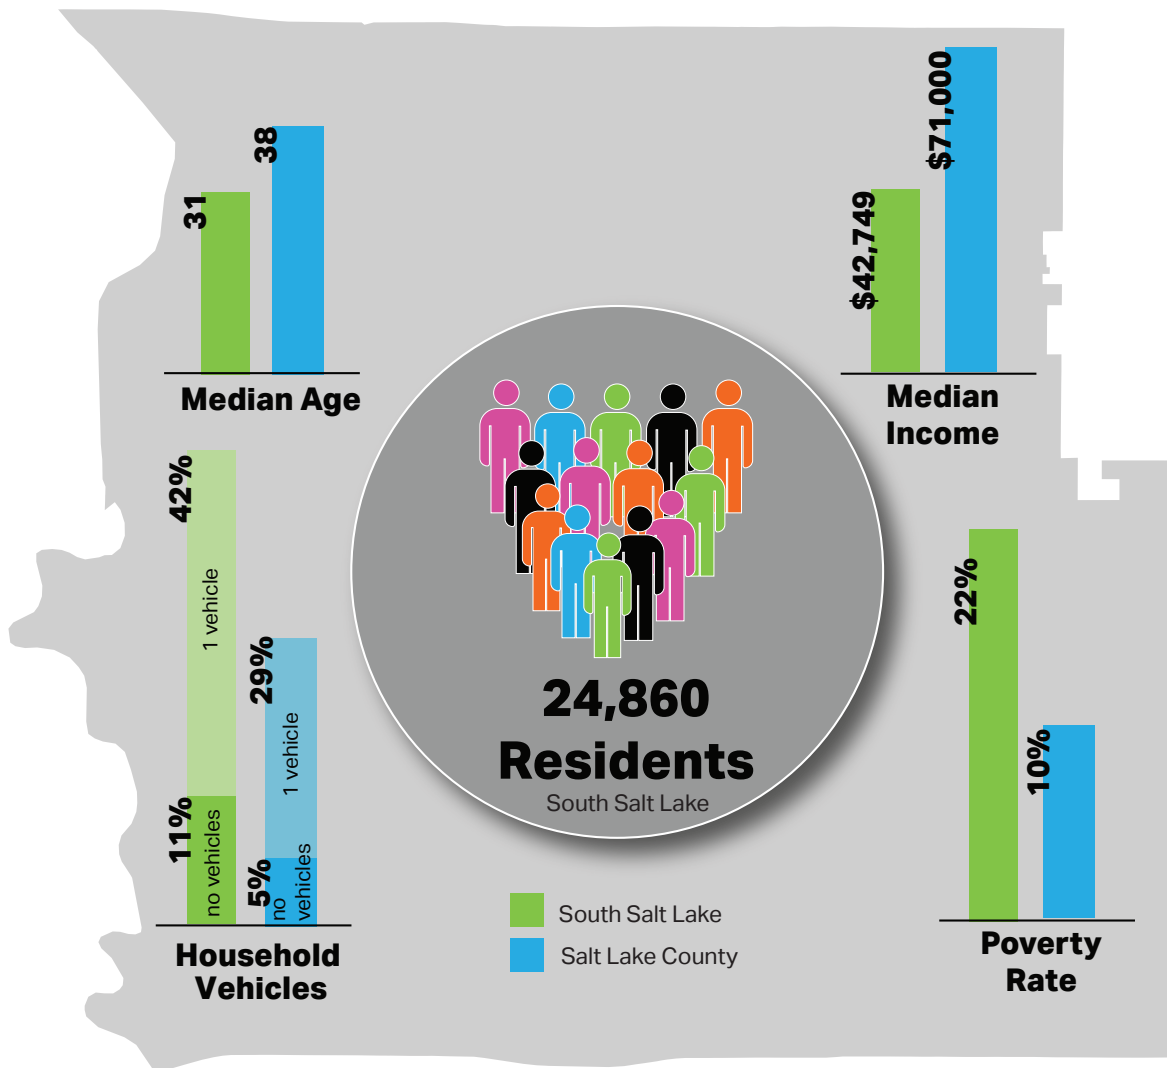 31
38
Median Age
$42,749
$71,000
Median
Income
42%
1 vehicle
11%
no vehicles
29%
1 vehicle
5%
no
vehicles
Household
Vehicles
24,860
Residents
South Salt Lake
South Salt Lake
Salt Lake County
22%
10%
Poverty
Rate